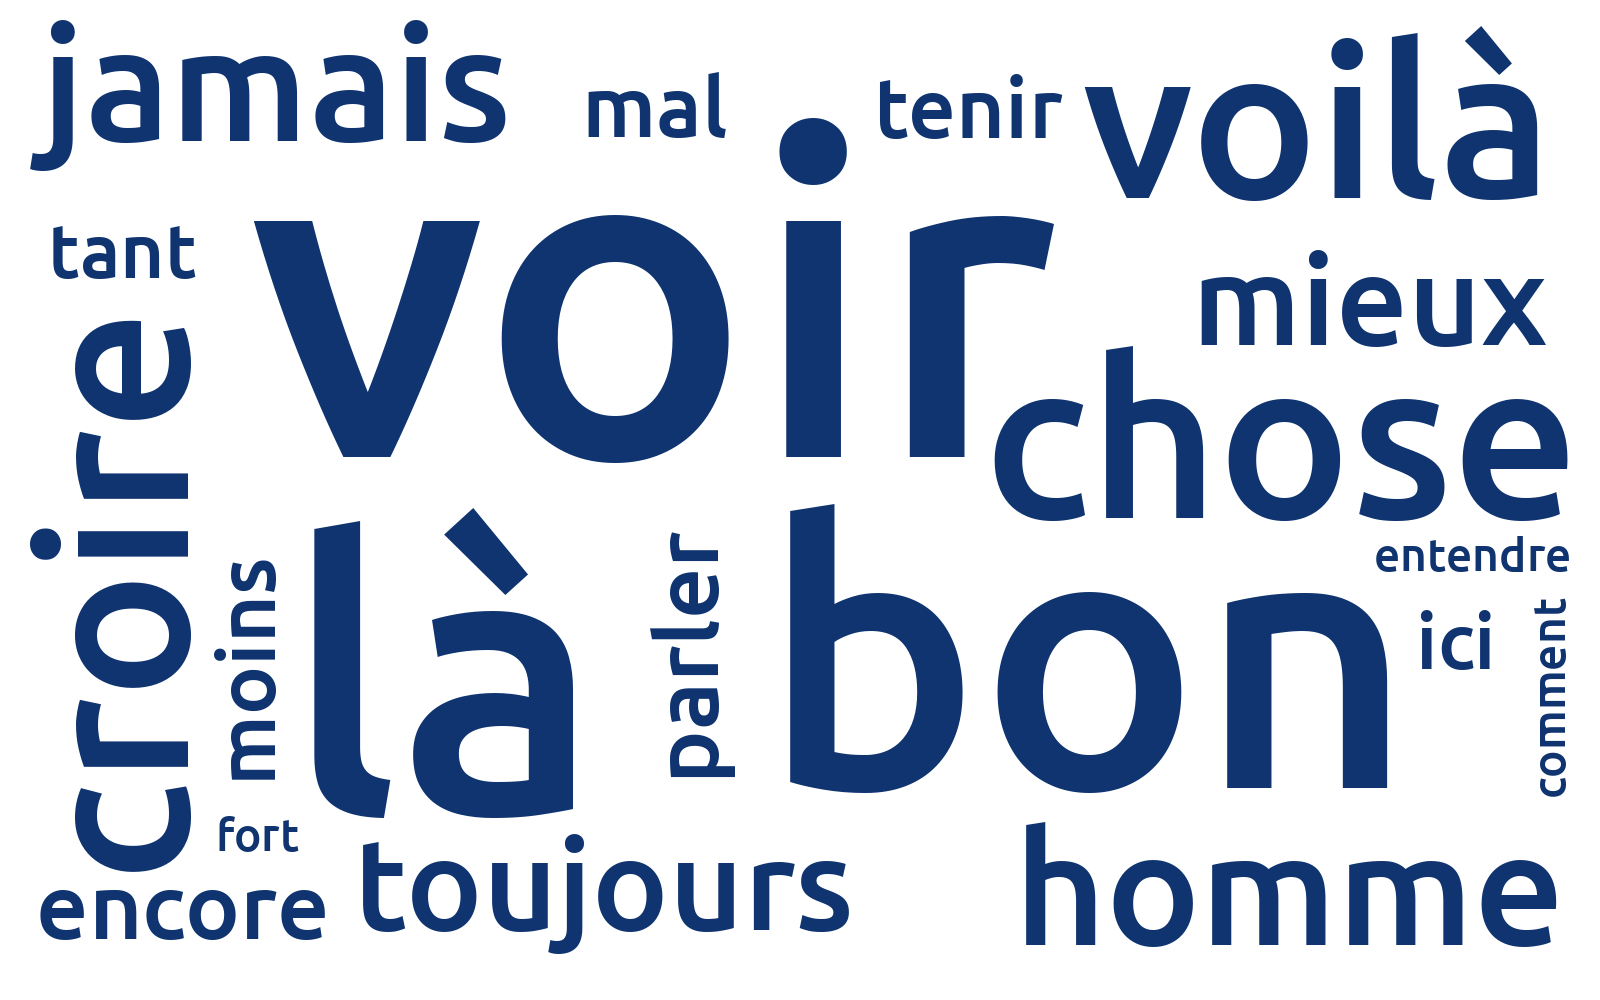 jamais
mal
tenir
voilà
tant
voir
mieux
croire
chose
là
bon
parler
moins
entendre
ici
comment
fort
encore
toujours
homme